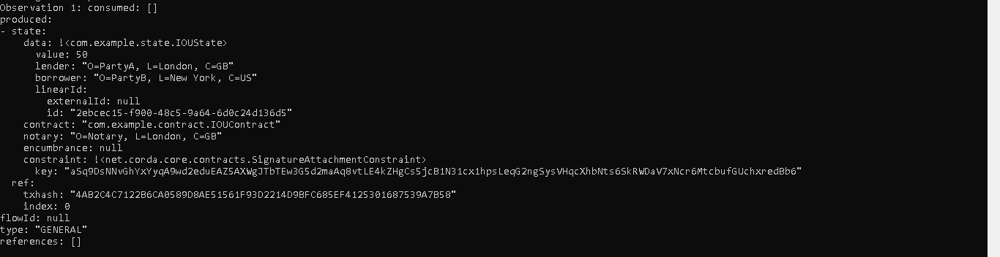 Observation 1: consumed: []
produced:
- state:
    data: !<com.example.state.IOUState>
      value: 50
      lender: "O=PartyA, L=London, C=GB"
      borrower: "O=PartyB, L=New York, C=US"
      linearId:
        externalId: null
        id: "2ebcec15-f900-48c5-9a64-6d0c24d136d5"
    contract: "com.example.contract.IOUContract"
    notary: "O=Notary, L=London, C=GB"
    encumbrance: null
    constraint: !<net.corda.core.contracts.SignatureAttachmentConstraint>
      key: "aSq9DsNNvGhYxYyqA9wd2eduEAZ5AXWgJTbTEw3G5d2maAq8vtLE4kZHgCs5jcB1N31cx1hpsLeqG2ngSysVHqcXhbNts6SkRWDaV7xNcr6MtcbufGUchxredBb6"
  ref:
    txhash: "4AB2C4C7122B6CA0589D8AE51561F93D2214D9BFC685EF4125301687539A7B58"
    index: 0
flowId: null
type: "GENERAL"
references: []